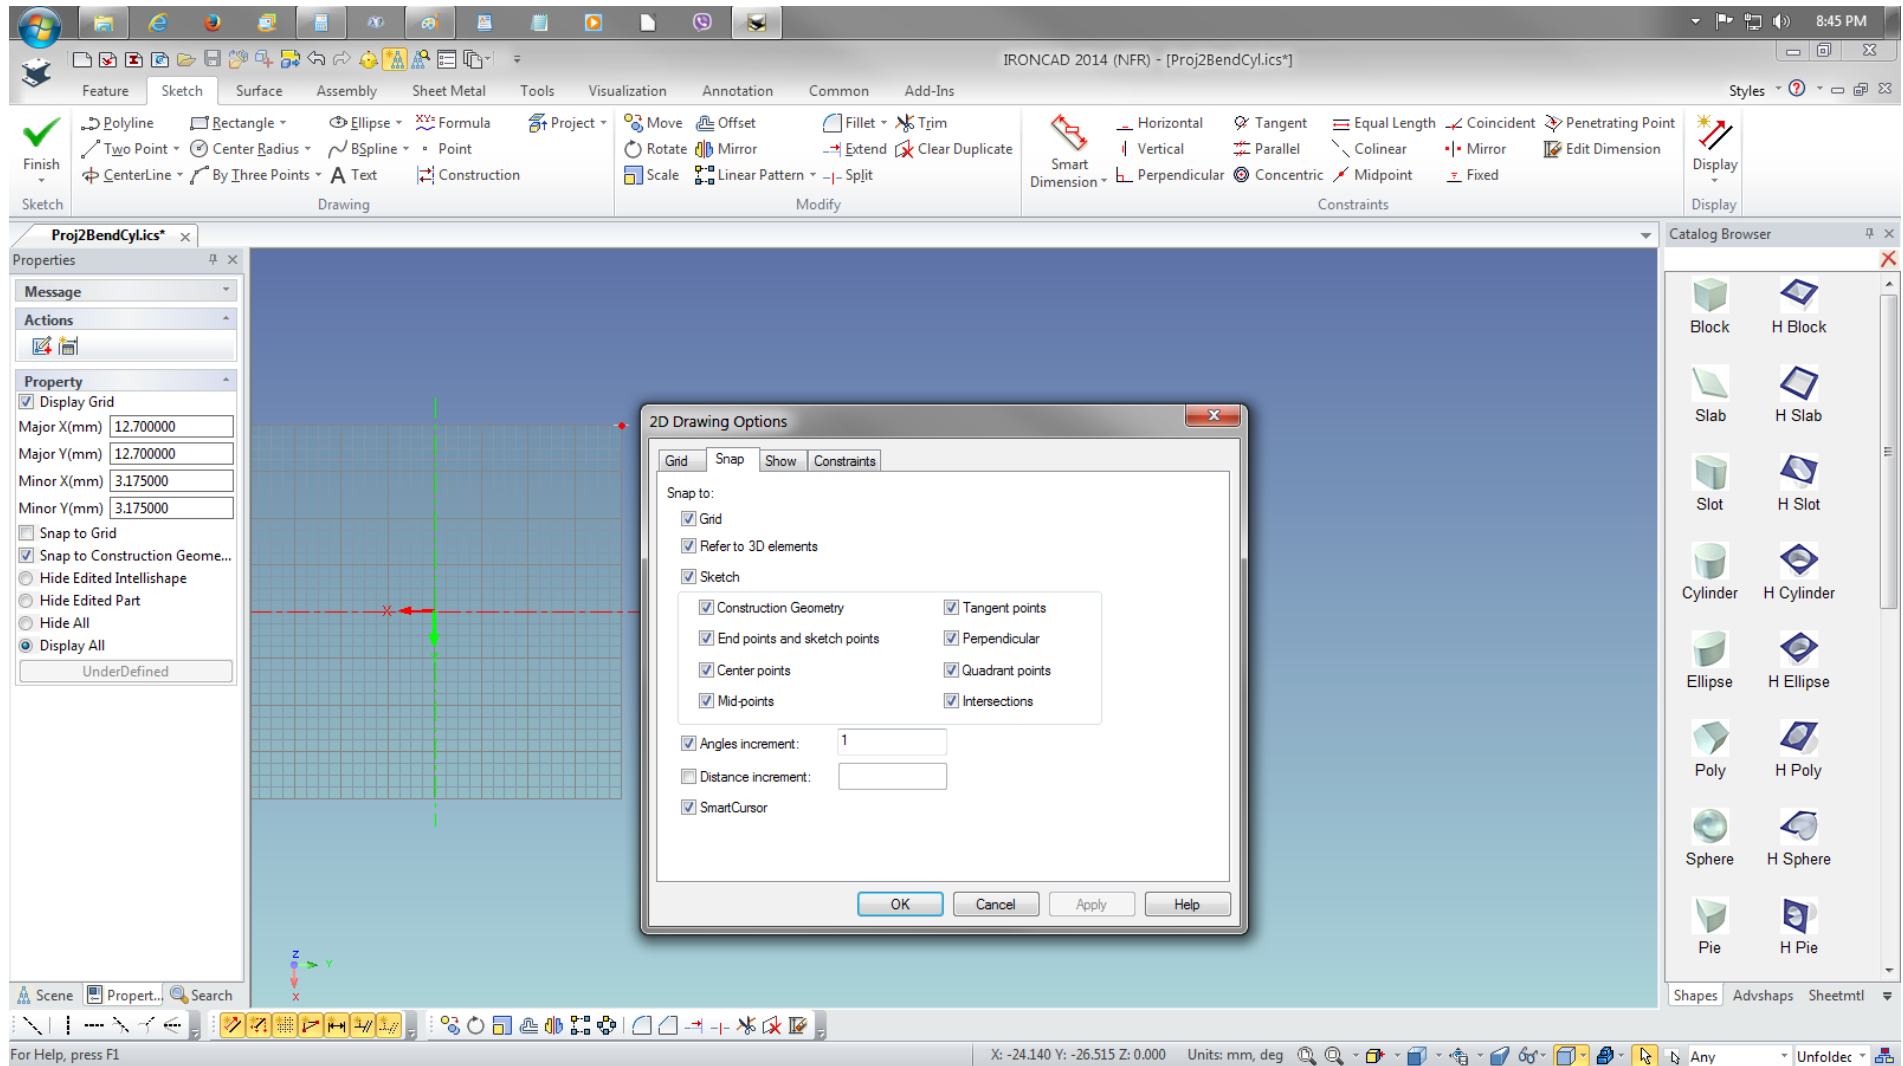 8:45 PM
IRONCAD 2014 (NFR) - [Proj2BendCyl.ics*]
Feature Sketch Surface Assembly Sheet Metal Tools Visualization Annotation Common Add-Ins Styles
Polyline Rectangle Ellipse XY= Formula Project Move Offset Fillet Trim Horizontal Tangent Equal Length Coincident Penetrating Point
Two Point Center Radius BSpline Point Rotate Mirror Extend Clear Duplicate Vertical Parallel Colinear Mirror Edit Dimension
Finish Smart Dimension Display
CenterLine By Three Points A Text Construction Scale Linear Pattern Split Perpendicular Concentric Midpoint Fixed
Sketch Drawing Modify Constraints Display
Proj2BendCyl.ics*
Catalog Browser
Properties
Message
Actions
Property
Display Grid
Major X(mm) 12.700000
Major Y(mm) 12.700000
Minor X(mm) 3.175000
Minor Y(mm) 3.175000
Snap to Grid
Snap to Construction Geome...
Hide Edited Intellishape
Hide Edited Part
Hide All
Display All
UnderDefined
X
2D Drawing Options
Grid Snap Show Constraints
Snap to:
Grid
Refer to 3D elements
Sketch
Construction Geometry Tangent points
End points and sketch points Perpendicular
Center points Quadrant points
Mid-points Intersections
Angles increment: 1
Distance increment:
SmartCursor
OK Cancel Apply Help
Block H Block
Slab H Slab
Slot H Slot
Cylinder H Cylinder
Ellipse H Ellipse
Poly H Poly
Sphere H Sphere
Pie H Pie
Z
Y
X
Scene Propert... Search
Shapes Advshaps Sheetmtl
For Help, press F1
X: -24.140 Y: -26.515 Z: 0.000 Units: mm, deg Any Unfoldec